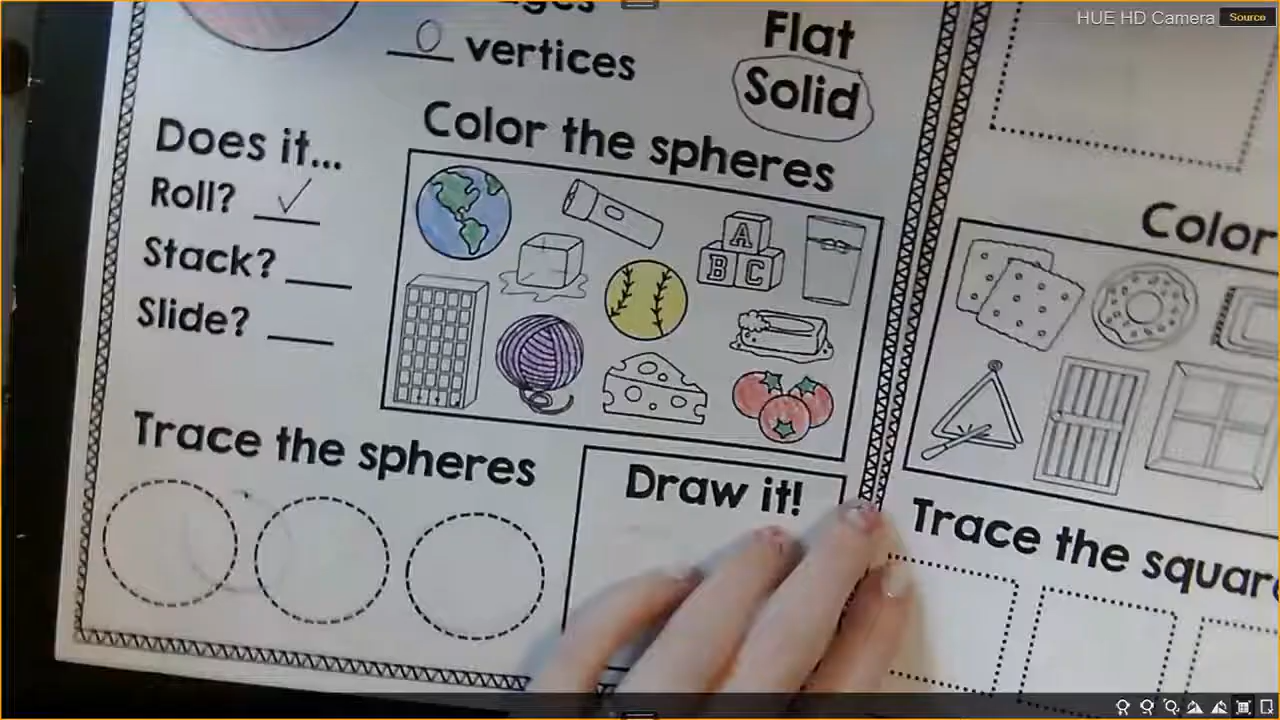 HUE HD Camera Source
0 vertices
Flat
Solid
Does it...
Roll? ✓
Stack?
Slide?
Color the spheres
A
B C
Trace the spheres
Draw it!
Color
Trace the squar